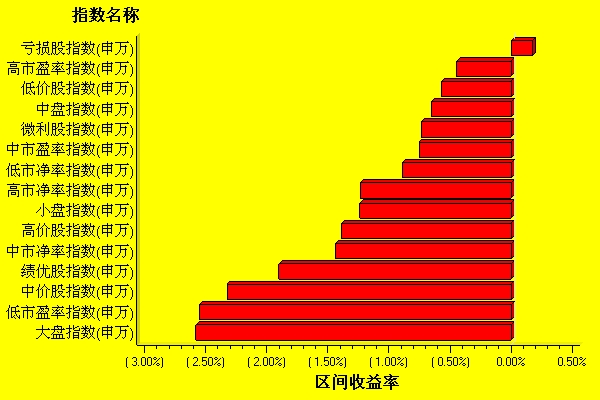 指数名称
亏损股指数(申万)
高市盈率指数(申万)
低价股指数(申万)
中盘指数(申万)
微利股指数(申万)
中市盈率指数(申万)
低市净率指数(申万)
高市净率指数(申万)
小盘指数(申万)
高价股指数(申万)
中市净率指数(申万)
绩优股指数(申万)
中价股指数(申万)
低市盈率指数(申万)
大盘指数(申万)
(3.00%) (2.50%) (2.00%) (1.50%) (1.00%) (0.50%) 0.00% 0.50%
区间收益率